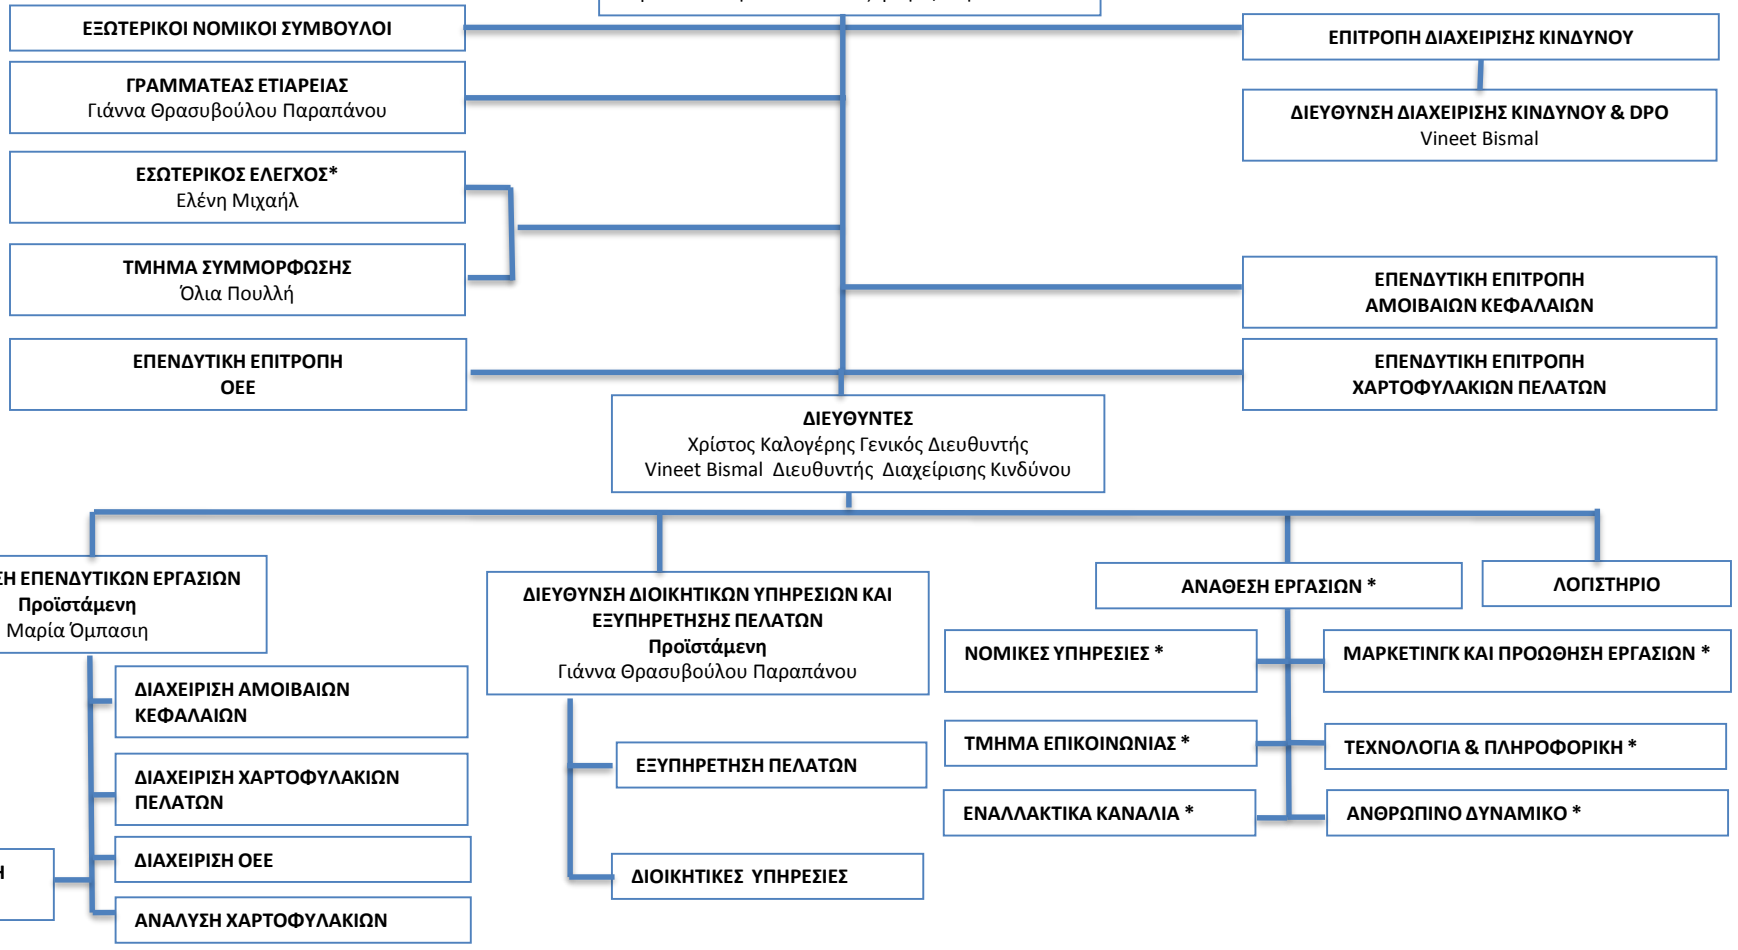 ΕΞΩΤΕΡΙΚΟΙ ΝΟΜΙΚΟΙ ΣΥΜΒΟΥΛΟΙ
ΕΠΙΤΡΟΠΗ ΔΙΑΧΕΙΡΙΣΗΣ ΚΙΝΔΥΝΟΥ
ΓΡΑΜΜΑΤΕΑΣ ΕΤΙΑΡΕΙΑΣ
Γιάννα Θρασυβούλου Παραπάνου
ΔΙΕΥΘΥΝΣΗ ΔΙΑΧΕΙΡΙΣΗΣ ΚΙΝΔΥΝΟΥ & DPO
Vineet Bismal
ΕΣΩΤΕΡΙΚΟΣ ΕΛΕΓΧΟΣ*
Ελένη Μιχαήλ
ΤΜΗΜΑ ΣΥΜΜΟΡΦΩΣΗΣ
Όλια Πουλλή
ΕΠΕΝΔΥΤΙΚΗ ΕΠΙΤΡΟΠΗ
ΑΜΟΙΒΑΙΩΝ ΚΕΦΑΛΑΙΩΝ
ΕΠΕΝΔΥΤΙΚΗ ΕΠΙΤΡΟΠΗ
ΟΕΕ
ΕΠΕΝΔΥΤΙΚΗ ΕΠΙΤΡΟΠΗ
ΧΑΡΤΟΦΥΛΑΚΙΩΝ ΠΕΛΑΤΩΝ
ΔΙΕΥΘΥΝΤΕΣ
Χρίστος Καλογέρης Γενικός Διευθυντής
Vineet Bismal Διευθυντής Διαχείρισης Κινδύνου
ΕΠΕΝΔΥΤΙΚΩΝ ΕΡΓΑΣΙΩΝ
Προϊστάμενη
Μαρία Όμπασιη
ΔΙΕΥΘΥΝΣΗ ΔΙΟΙΚΗΤΙΚΩΝ ΥΠΗΡΕΣΙΩΝ ΚΑΙ
ΕΞΥΠΗΡΕΤΗΣΗΣ ΠΕΛΑΤΩΝ
Προϊστάμενη
Γιάννα Θρασυβούλου Παραπάνου
ΑΝΑΘΕΣΗ ΕΡΓΑΣΙΩΝ *
ΛΟΓΙΣΤΗΡΙΟ
ΝΟΜΙΚΕΣ ΥΠΗΡΕΣΙΕΣ *
ΜΑΡΚΕΤΙΝΓΚ ΚΑΙ ΠΡΟΩΘΗΣΗ ΕΡΓΑΣΙΩΝ *
ΔΙΑΧΕΙΡΙΣΗ ΑΜΟΙΒΑΙΩΝ
ΚΕΦΑΛΑΙΩΝ
ΤΜΗΜΑ ΕΠΙΚΟΙΝΩΝΙΑΣ *
ΤΕΧΝΟΛΟΓΙΑ & ΠΛΗΡΟΦΟΡΙΚΗ *
ΕΞΥΠΗΡΕΤΗΣΗ ΠΕΛΑΤΩΝ
ΔΙΑΧΕΙΡΙΣΗ ΧΑΡΤΟΦΥΛΑΚΙΩΝ
ΠΕΛΑΤΩΝ
ΕΝΑΛΛΑΚΤΙΚΑ ΚΑΝΑΛΙΑ *
ΑΝΘΡΩΠΙΝΟ ΔΥΝΑΜΙΚΟ *
ΔΙΑΧΕΙΡΙΣΗ ΟΕΕ
ΔΙΟΙΚΗΤΙΚΕΣ ΥΠΗΡΕΣΙΕΣ
ΑΝΑΛΥΣΗ ΧΑΡΤΟΦΥΛΑΚΙΩΝ